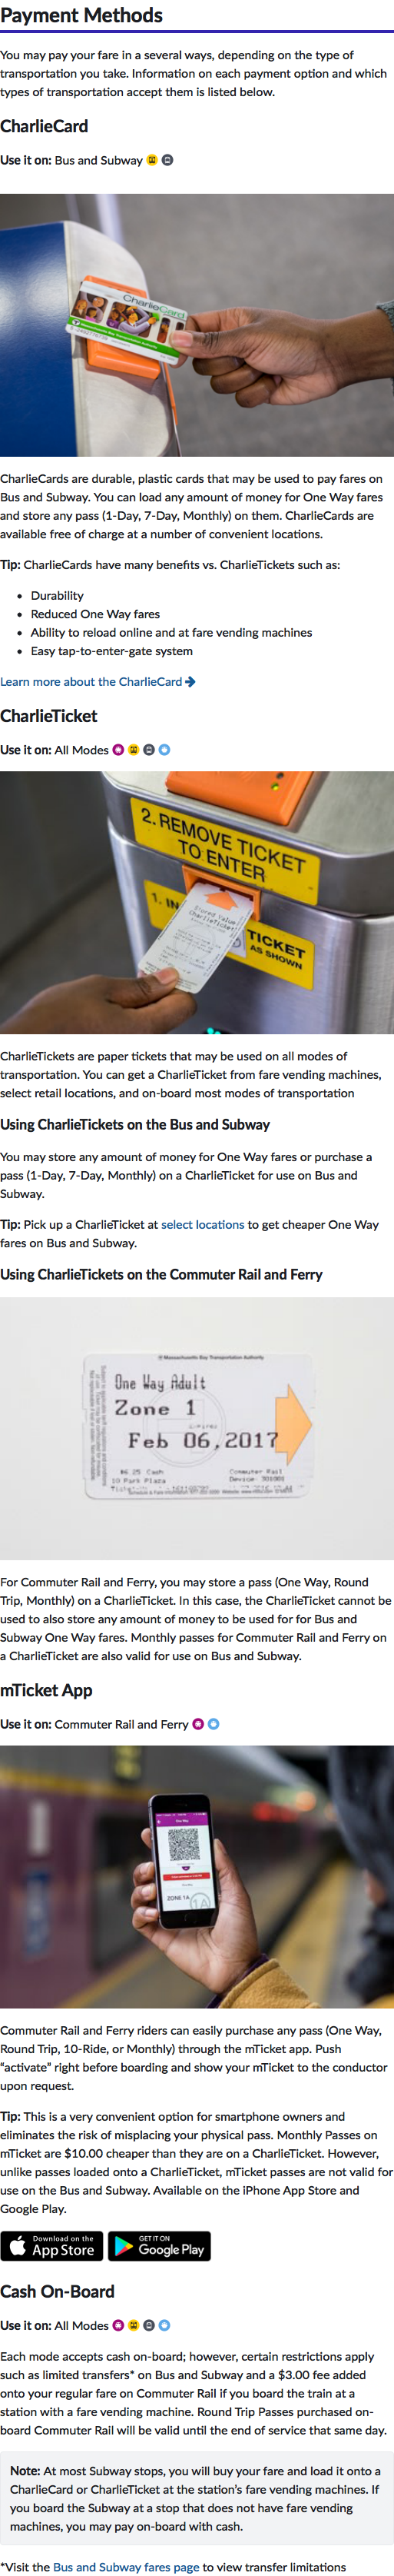 Payment Methods
You may pay your fare in a several ways, depending on the type of
transportation you take. Information on each payment option and which
types of transportation accept them is listed below.
CharlieCard
Use it on: Bus and Subway
CharlieCard
CharlieCards are durable, plastic cards that may be used to pay fares on
Bus and Subway. You can load any amount of money for One Way fares
and store any pass (1-Day, 7-Day, Monthly) on them. CharlieCards are
available free of charge at a number of convenient locations.
Tip: CharlieCards have many benefits vs. CharlieTickets such as:
• Durability
• Reduced One Way fares
• Ability to reload online and at fare vending machines
• Easy tap-to-enter-gate system
Learn more about the CharlieCard
CharlieTicket
Use it on: All Modes
2. REMOVE TICKET
TO ENTER
1. IN
TICKET
AS SHOWN
Stored Value
CharlieTicket
CharlieTickets are paper tickets that may be used on all modes of
transportation. You can get a CharlieTicket from fare vending machines,
select retail locations, and on-board most modes of transportation
Using CharlieTickets on the Bus and Subway
You may store any amount of money for One Way fares or purchase a
pass (1-Day, 7-Day, Monthly) on a CharlieTicket for use on Bus and
Subway.
Tip: Pick up a CharlieTicket at select locations to get cheaper One Way
fares on Bus and Subway.
Using CharlieTickets on the Commuter Rail and Ferry
Massachusetts Bay Transportation Authority
One Way Adult
Zone 1
Feb 06, 2017
$6.25 Cash
Commuter Rail
10 Park Plaza
For Commuter Rail and Ferry, you may store a pass (One Way, Round
Trip, Monthly) on a CharlieTicket. In this case, the CharlieTicket cannot be
used to also store any amount of money to be used for for Bus and
Subway One Way fares. Monthly passes for Commuter Rail and Ferry on
a CharlieTicket are also valid for use on Bus and Subway.
mTicket App
Use it on: Commuter Rail and Ferry
ZONE 1A
1A
Commuter Rail and Ferry riders can easily purchase any pass (One Way,
Round Trip, 10-Ride, or Monthly) through the mTicket app. Push
“activate” right before boarding and show your mTicket to the conductor
upon request.
Tip: This is a very convenient option for smartphone owners and
eliminates the risk of misplacing your physical pass. Monthly Passes on
mTicket are $10.00 cheaper than they are on a CharlieTicket. However,
unlike passes loaded onto a CharlieTicket, mTicket passes are not valid for
use on the Bus and Subway. Available on the iPhone App Store and
Google Play.
Download on the
App Store
GET IT ON
Google Play
Cash On-Board
Use it on: All Modes
Each mode accepts cash on-board; however, certain restrictions apply
such as limited transfers* on Bus and Subway and a $3.00 fee added
onto your regular fare on Commuter Rail if you board the train at a
station with a fare vending machine. Round Trip Passes purchased on-
board Commuter Rail will be valid until the end of service that same day.
Note: At most Subway stops, you will buy your fare and load it onto a
CharlieCard or CharlieTicket at the station’s fare vending machines. If
you board the Subway at a stop that does not have fare vending
machines, you may pay on-board with cash.
*Visit the Bus and Subway fares page to view transfer limitations